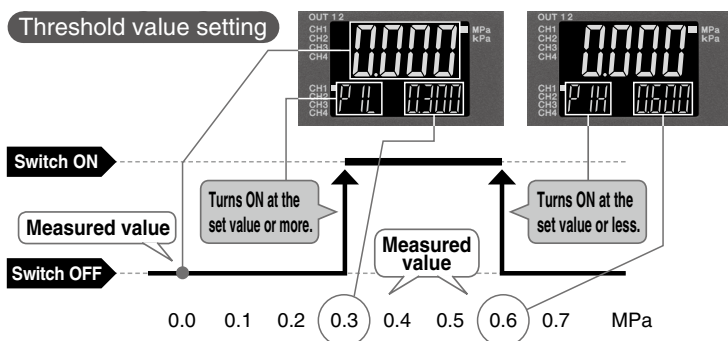 Threshold value setting
OUT 1 2
CH1
CH2
CH3
CH4
0.000
MPa
kPa
CH1
CH2
CH3
CH4
P 1L
0.300
OUT 1 2
CH1
CH2
CH3
CH4
0.000
MPa
kPa
CH1
CH2
CH3
CH4
P 1H
0.600
Switch ON
Turns ON at the
set value or more.
Turns ON at the
set value or less.
Measured value
Measured
value
Switch OFF
0.0 0.1 0.2 0.3 0.4 0.5 0.6 0.7 MPa